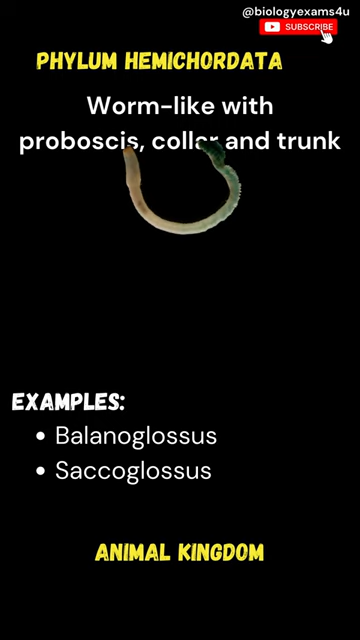 @biologyexams4u
SUBSCRIBE
PHYLUM HEMICHORDATA
Worm-like with
proboscis, collar and trunk
EXAMPLES:
• Balanoglossus
• Saccoglossus
ANIMAL KINGDOM